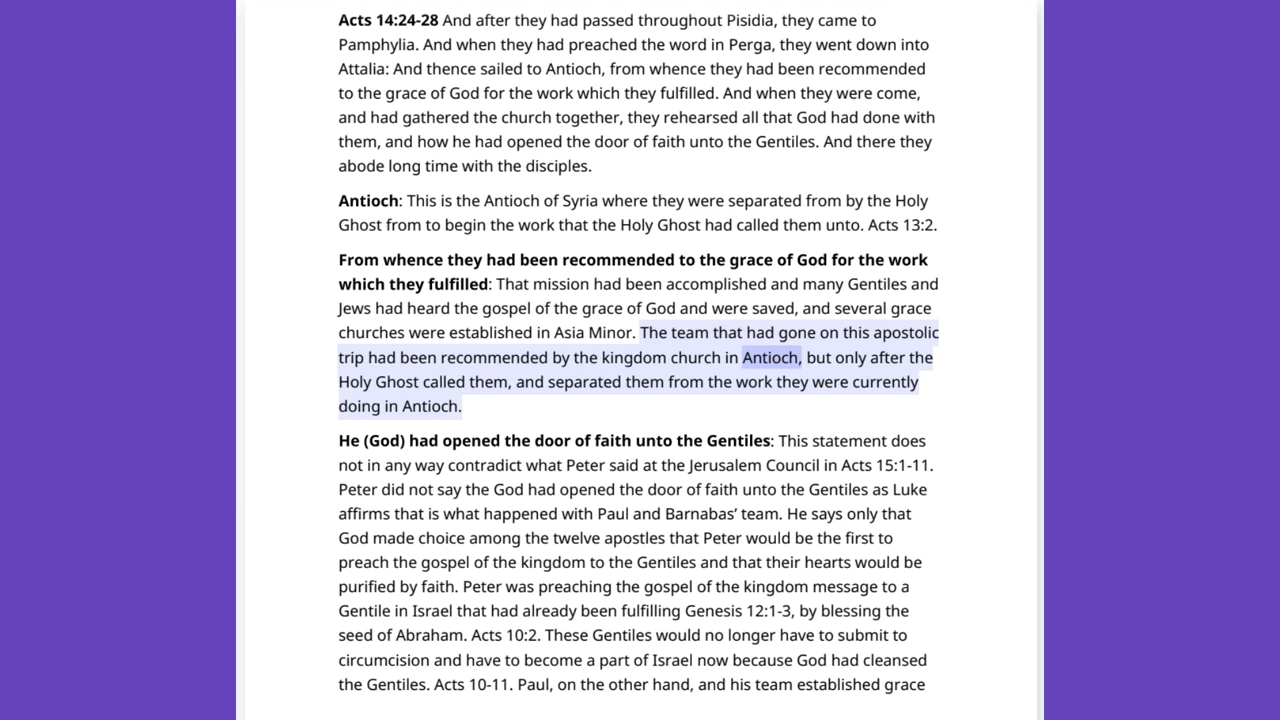 Acts 14:24-28 And after they had passed throughout Pisidia, they came to
Pamphylia. And when they had preached the word in Perga, they went down into
Attalia: And thence sailed to Antioch, from whence they had been recommended
to the grace of God for the work which they fulfilled. And when they were come,
and had gathered the church together, they rehearsed all that God had done with
them, and how he had opened the door of faith unto the Gentiles. And there they
abode long time with the disciples.
Antioch: This is the Antioch of Syria where they were separated from by the Holy
Ghost from to begin the work that the Holy Ghost had called them unto. Acts 13:2.
From whence they had been recommended to the grace of God for the work
which they fulfilled: That mission had been accomplished and many Gentiles and
Jews had heard the gospel of the grace of God and were saved, and several grace
churches were established in Asia Minor. The team that had gone on this apostolic
trip had been recommended by the kingdom church in Antioch, but only after the
Holy Ghost called them, and separated them from the work they were currently
doing in Antioch.
He (God) had opened the door of faith unto the Gentiles: This statement does
not in any way contradict what Peter said at the Jerusalem Council in Acts 15:1-11.
Peter did not say the God had opened the door of faith unto the Gentiles as Luke
affirms that is what happened with Paul and Barnabas’ team. He says only that
God made choice among the twelve apostles that Peter would be the first to
preach the gospel of the kingdom to the Gentiles and that their hearts would be
purified by faith. Peter was preaching the gospel of the kingdom message to a
Gentile in Israel that had already been fulfilling Genesis 12:1-3, by blessing the
seed of Abraham. Acts 10:2. These Gentiles would no longer have to submit to
circumcision and have to become a part of Israel now because God had cleansed
the Gentiles. Acts 10-11. Paul, on the other hand, and his team established grace